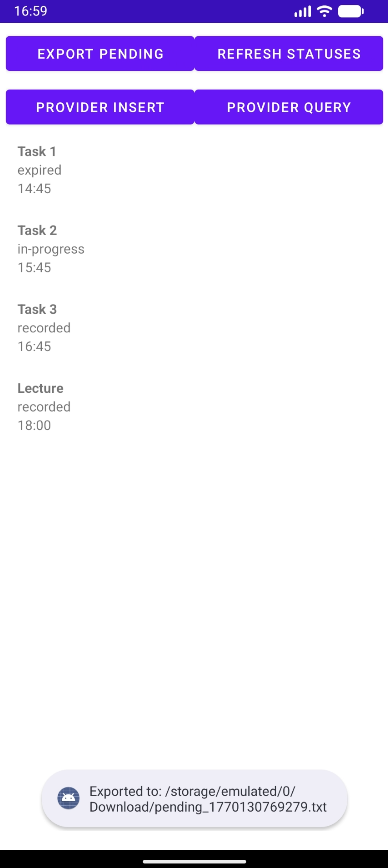 16:59
EXPORT PENDING
REFRESH STATUSES
PROVIDER INSERT
PROVIDER QUERY
Task 1
expired
14:45
Task 2
in-progress
15:45
Task 3
recorded
16:45
Lecture
recorded
18:00
Exported to: /storage/emulated/0/
Download/pending_1770130769279.txt